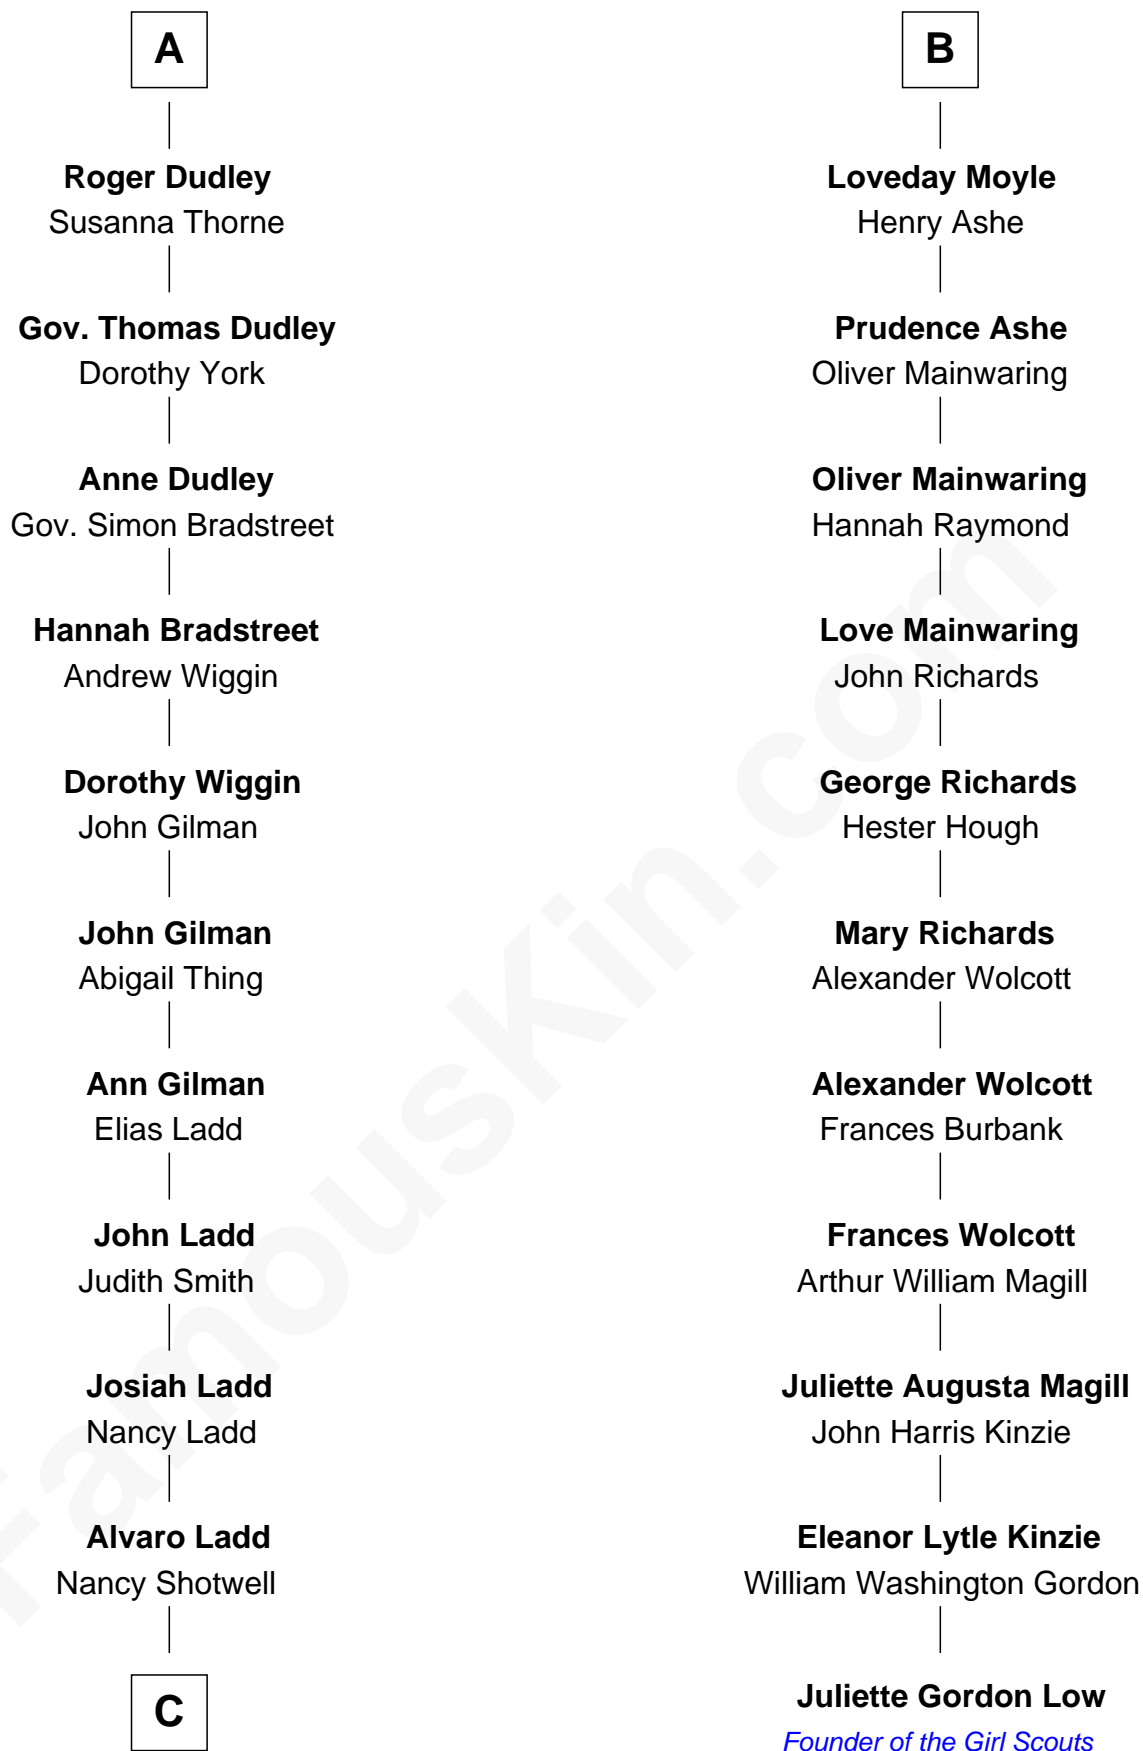 A
Roger Dudley
Susanna Thorne
Gov. Thomas Dudley
Dorothy York
Anne Dudley
Gov. Simon Bradstreet
Hannah Bradstreet
Andrew Wiggin
Dorothy Wiggin
John Gilman
John Gilman
Abigail Thing
Ann Gilman
Elias Ladd
John Ladd
Judith Smith
Josiah Ladd
Nancy Ladd
Alvaro Ladd
Nancy Shotwell
C
B
Loveday Moyle
Henry Ashe
Prudence Ashe
Oliver Mainwaring
Oliver Mainwaring
Hannah Raymond
Love Mainwaring
John Richards
George Richards
Hester Hough
Mary Richards
Alexander Wolcott
Alexander Wolcott
Frances Burbank
Frances Wolcott
Arthur William Magill
Juliette Augusta Magill
John Harris Kinzie
Eleanor Lytle Kinzie
William Washington Gordon
Juliette Gordon Low
Founder of the Girl Scouts
FamousKin.com